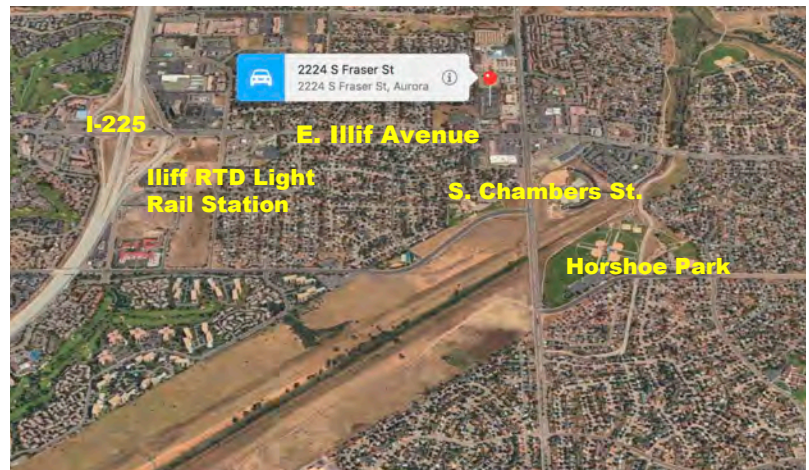 2224 S Fraser St
2224 S Fraser St, Aurora
I-225
E. Illif Avenue
Iliff RTD Light
Rail Station
S. Chambers St.
Horshoe Park